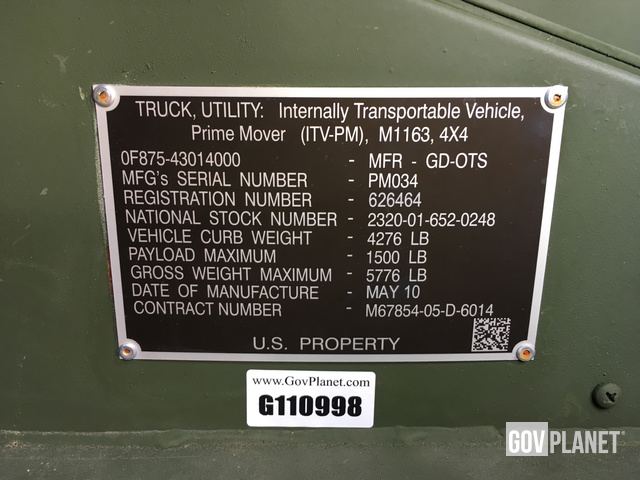 TRUCK, UTILITY: Internally Transportable Vehicle,
Prime Mover (ITV-PM), M1163, 4X4
0F875-43014000 - MFR - GD-OTS
MFG's SERIAL NUMBER - PM034
REGISTRATION NUMBER - 626464
NATIONAL STOCK NUMBER - 2320-01-652-0248
VEHICLE CURB WEIGHT - 4276 LB
PAYLOAD MAXIMUM - 1500 LB
GROSS WEIGHT MAXIMUM - 5776 LB
DATE OF MANUFACTURE - MAY 10
CONTRACT NUMBER - M67854-05-D-6014
U.S. PROPERTY
www.GovPlanet.com
G110998
GOVPLANET